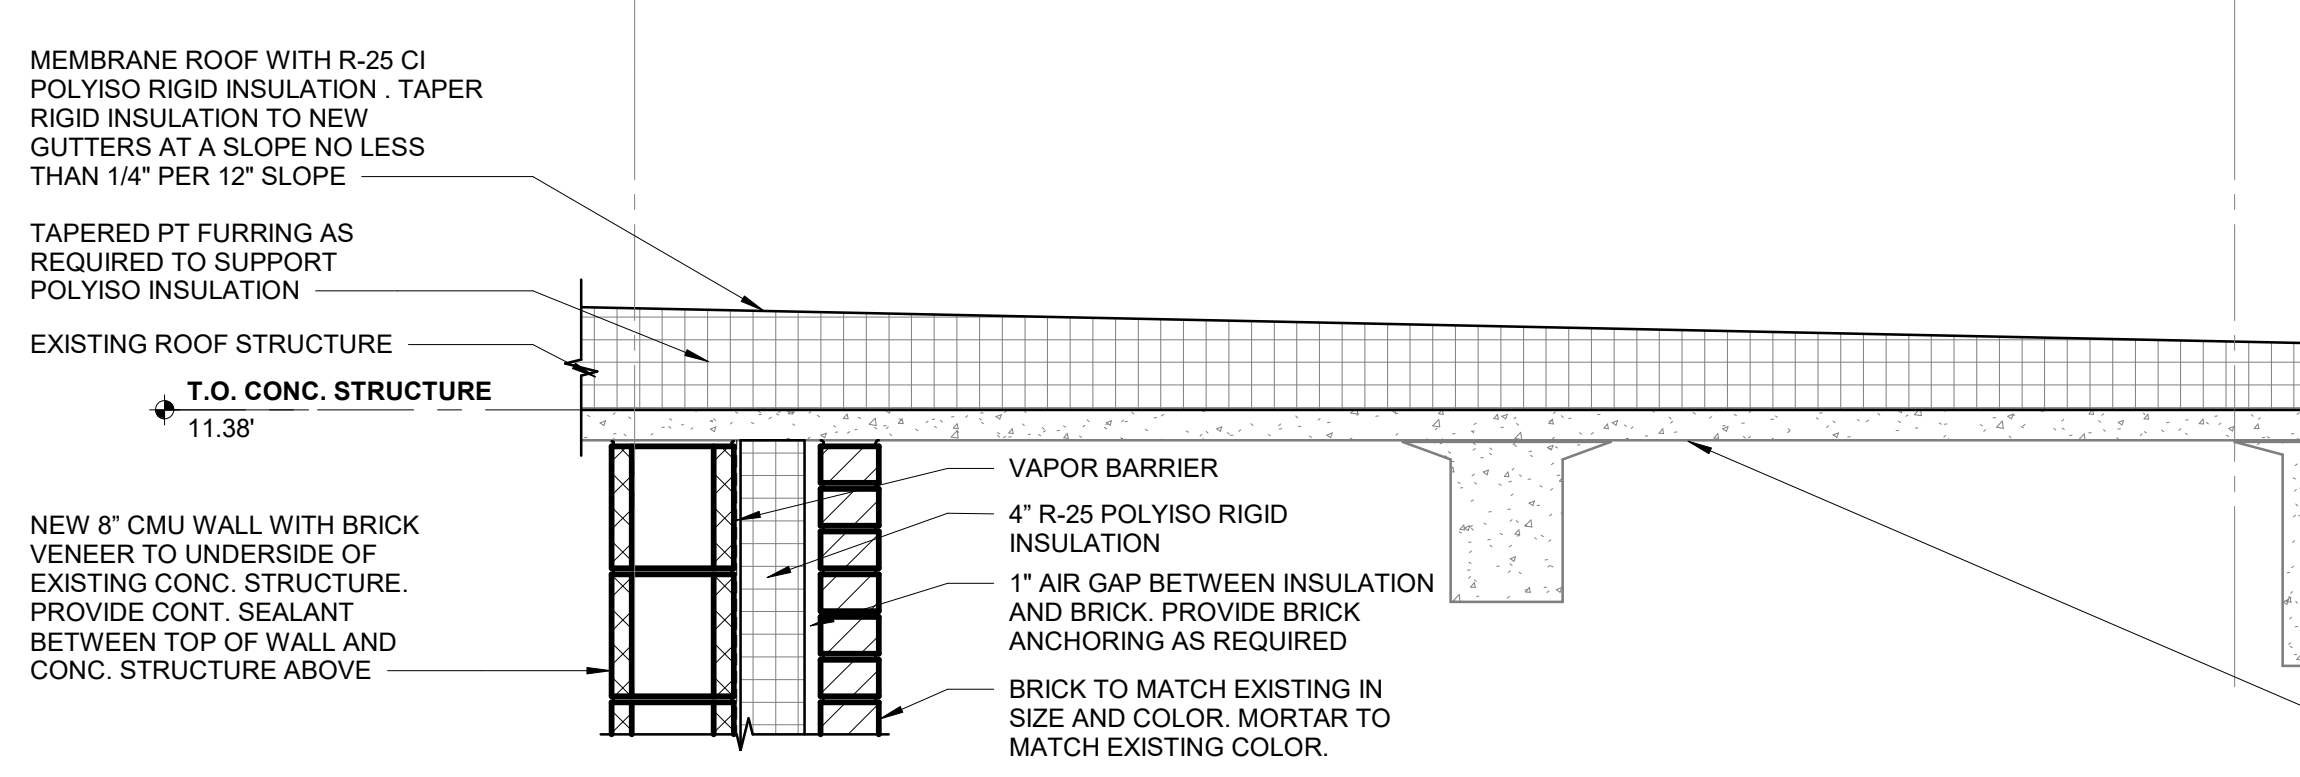 MEMBRANE ROOF WITH R-25 CI
POLYISO RIGID INSULATION . TAPER
RIGID INSULATION TO NEW
GUTTERS AT A SLOPE NO LESS
THAN 1/4" PER 12" SLOPE
TAPERED PT FURRING AS
REQUIRED TO SUPPORT
POLYISO INSULATION
EXISTING ROOF STRUCTURE
T.O. CONC. STRUCTURE
11.38'
NEW 8” CMU WALL WITH BRICK
VENEER TO UNDERSIDE OF
EXISTING CONC. STRUCTURE.
PROVIDE CONT. SEALANT
BETWEEN TOP OF WALL AND
CONC. STRUCTURE ABOVE
VAPOR BARRIER
4” R-25 POLYISO RIGID
INSULATION
1" AIR GAP BETWEEN INSULATION
AND BRICK. PROVIDE BRICK
ANCHORING AS REQUIRED
BRICK TO MATCH EXISTING IN
SIZE AND COLOR. MORTAR TO
MATCH EXISTING COLOR.